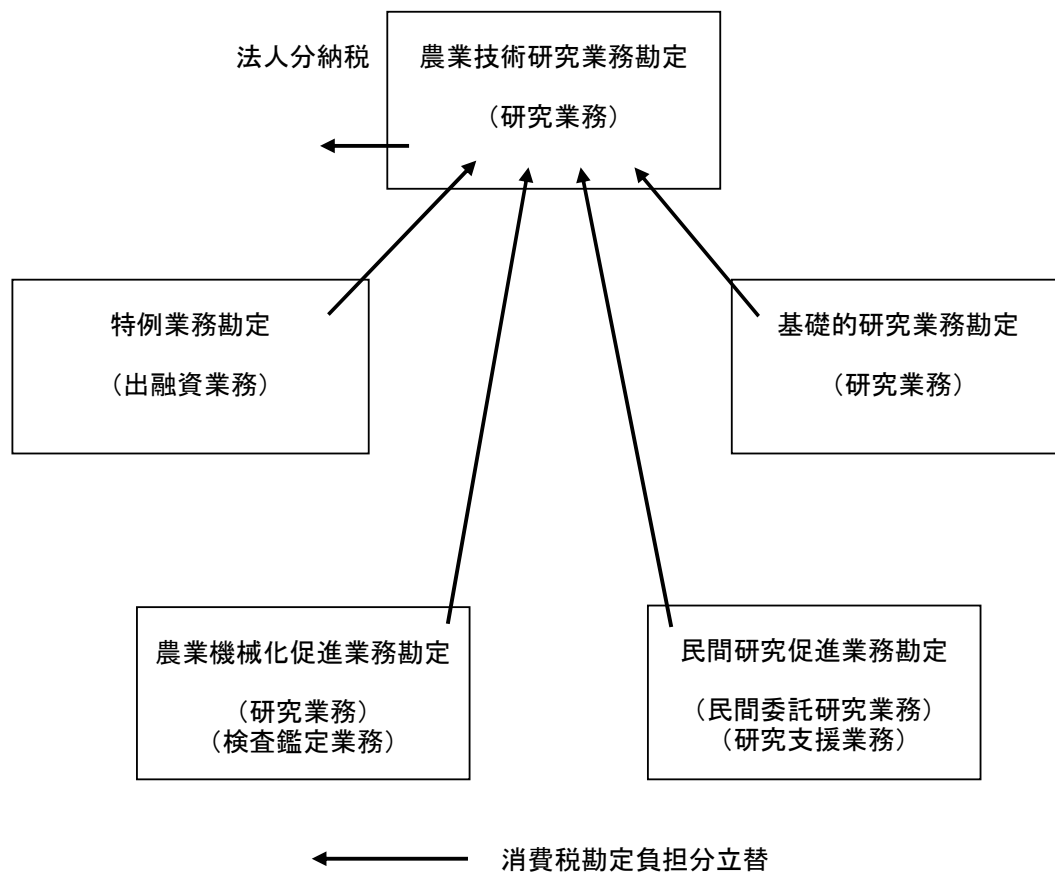 法人分納税
農業技術研究業務勘定
（研究業務）
特例業務勘定
（出融資業務）
基礎的研究業務勘定
（研究業務）
農業機械化促進業務勘定
（研究業務）
（検査鑑定業務）
民間研究促進業務勘定
（民間委託研究業務）
（研究支援業務）
消費税勘定負担分立替